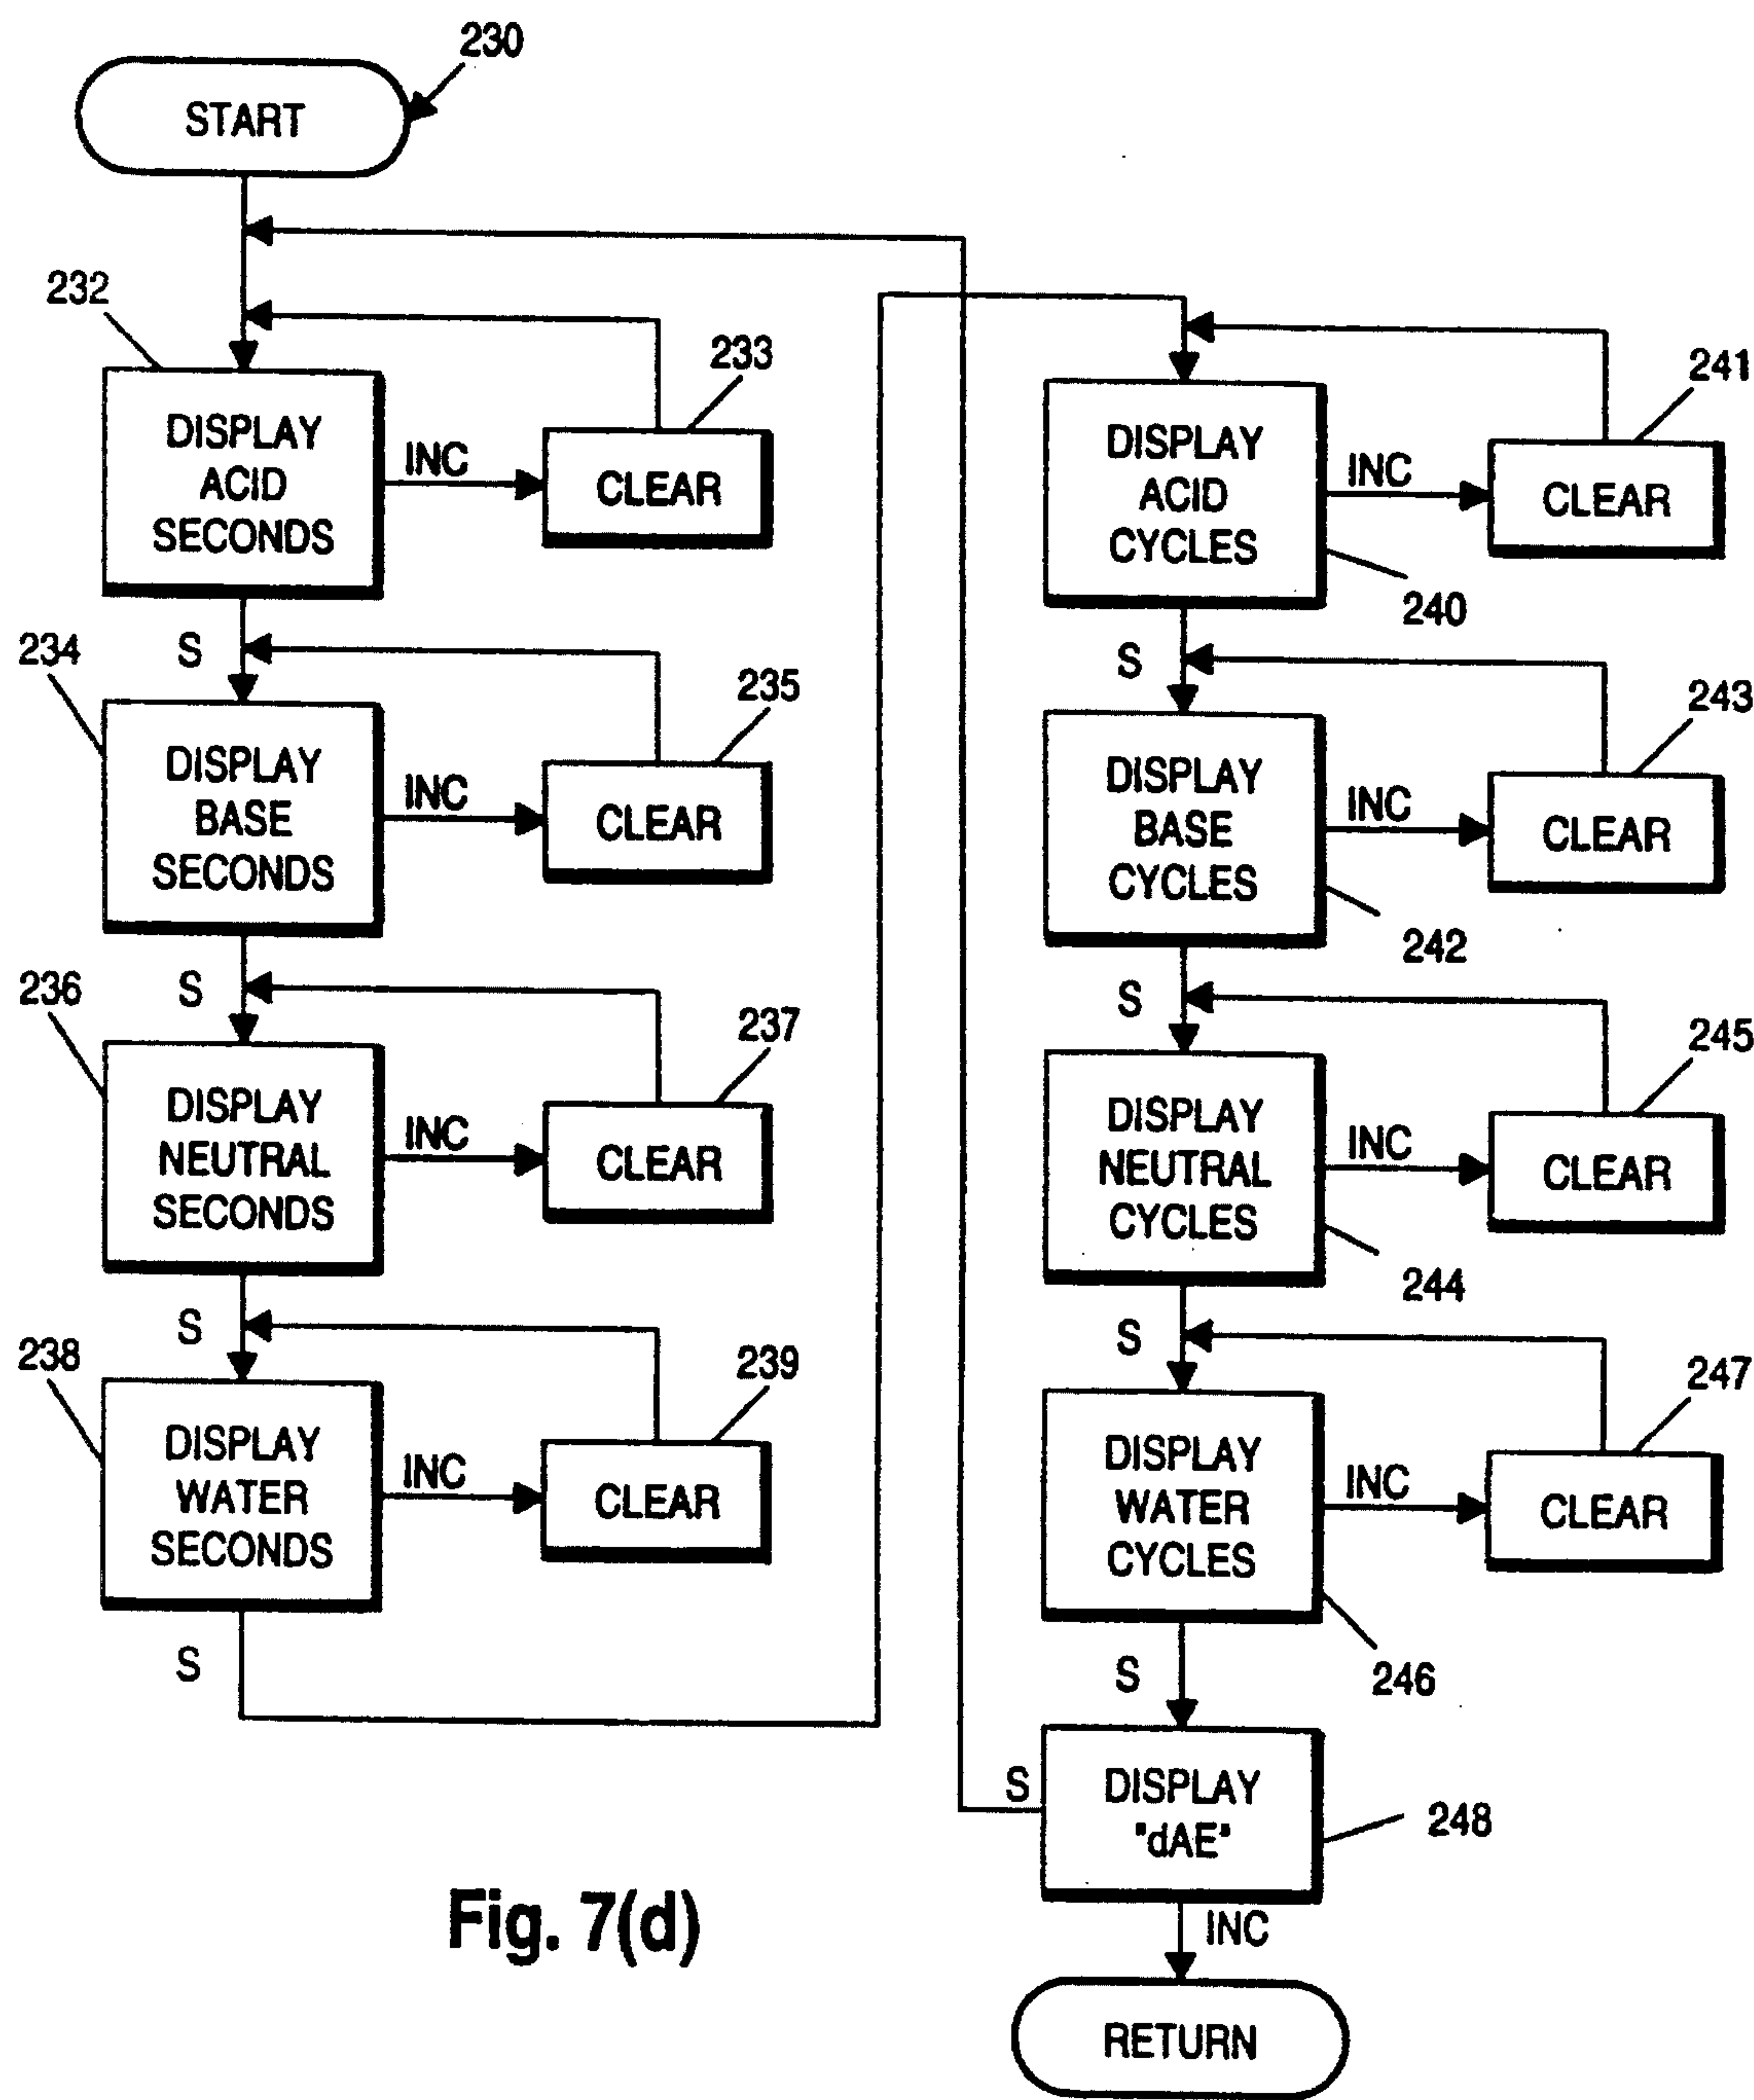 230
START
232
DISPLAY
ACID
SECONDS
INC
233
CLEAR
S
234
DISPLAY
BASE
SECONDS
INC
235
CLEAR
S
236
DISPLAY
NEUTRAL
SECONDS
INC
237
CLEAR
S
238
DISPLAY
WATER
SECONDS
INC
239
CLEAR
S
DISPLAY
ACID
CYCLES
240
INC
241
CLEAR
S
DISPLAY
BASE
CYCLES
242
INC
243
CLEAR
S
DISPLAY
NEUTRAL
CYCLES
244
INC
245
CLEAR
S
DISPLAY
WATER
CYCLES
246
INC
247
CLEAR
S
S
DISPLAY
"dAE"
248
INC
RETURN
Fig. 7(d)